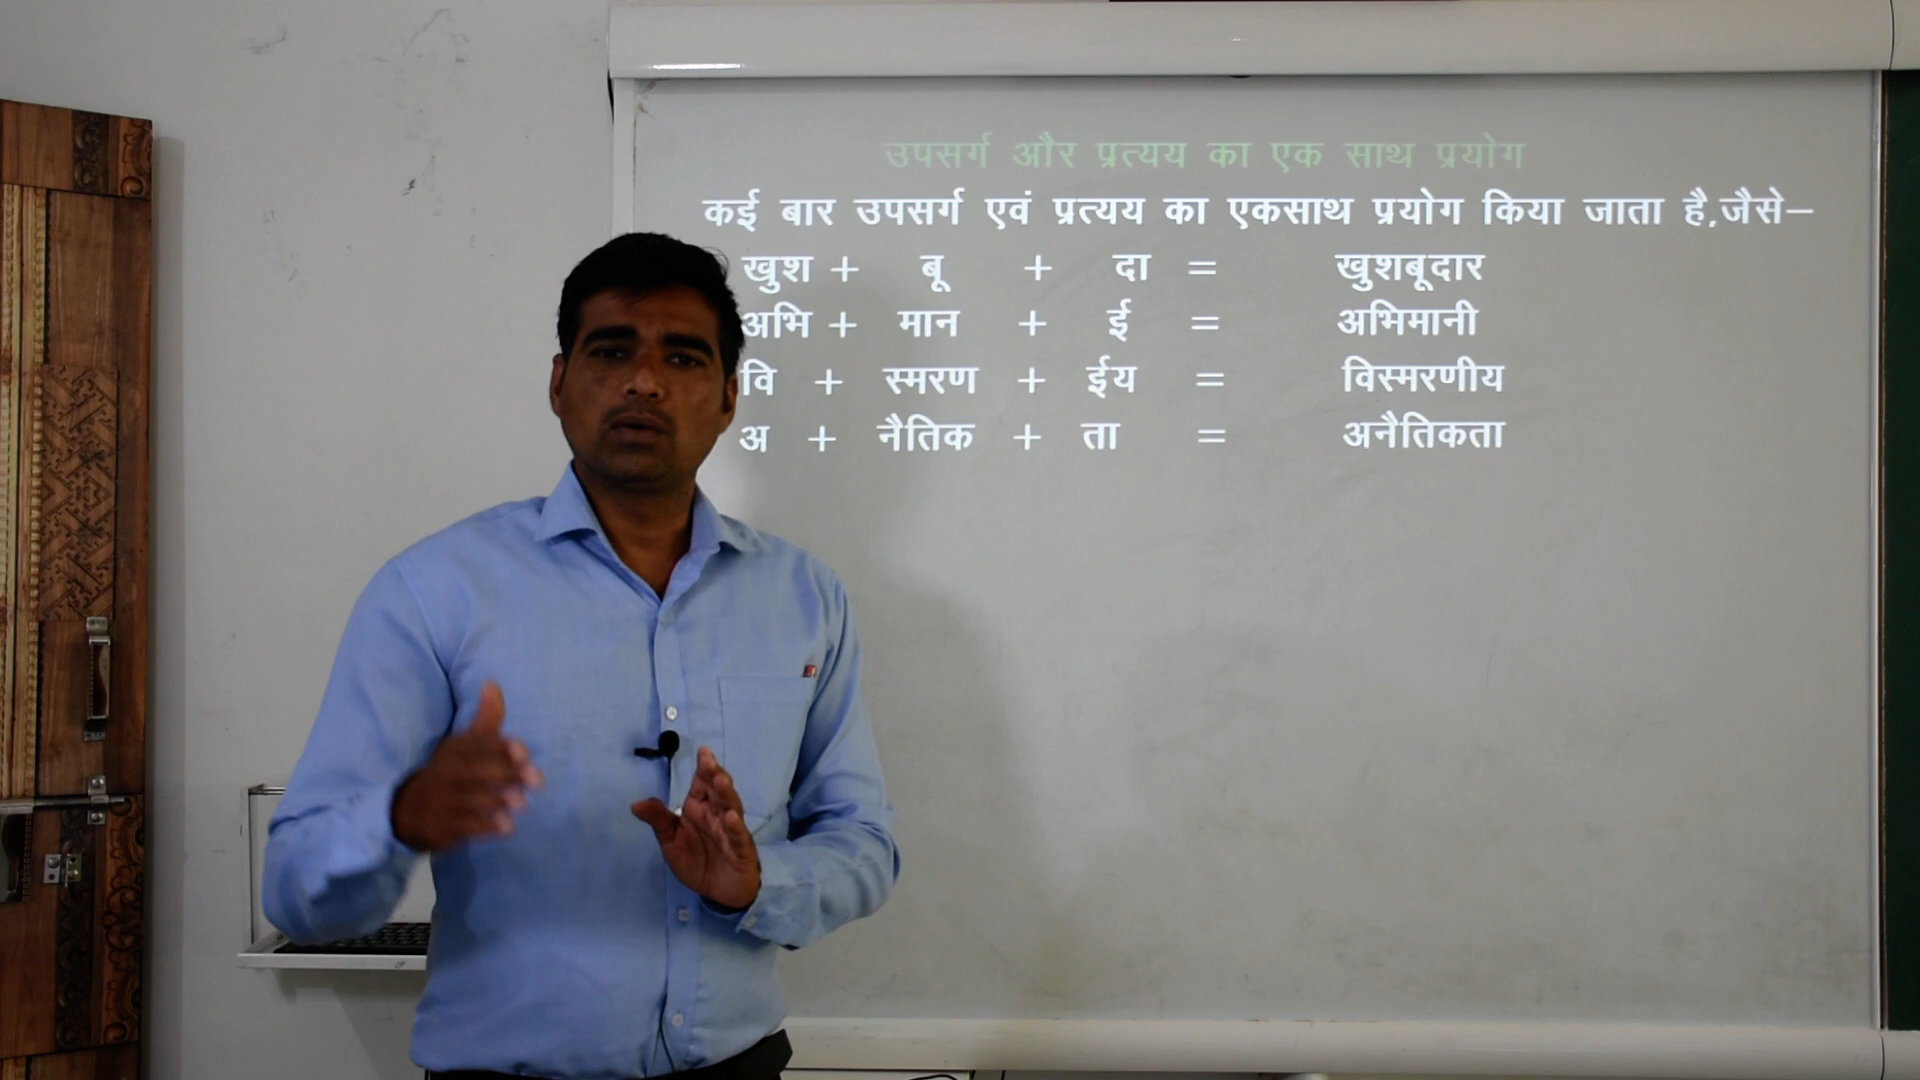 उपसर्ग और प्रत्यय का एक साथ प्रयोग
कई बार उपसर्ग एवं प्रत्यय का एकसाथ प्रयोग किया जाता है,जैसे–
खुश + बू + दा = खुशबूदार
अभि + मान + ई = अभिमानी
वि + स्मरण + ईय = विस्मरणीय
अ + नैतिक + ता = अनैतिकता